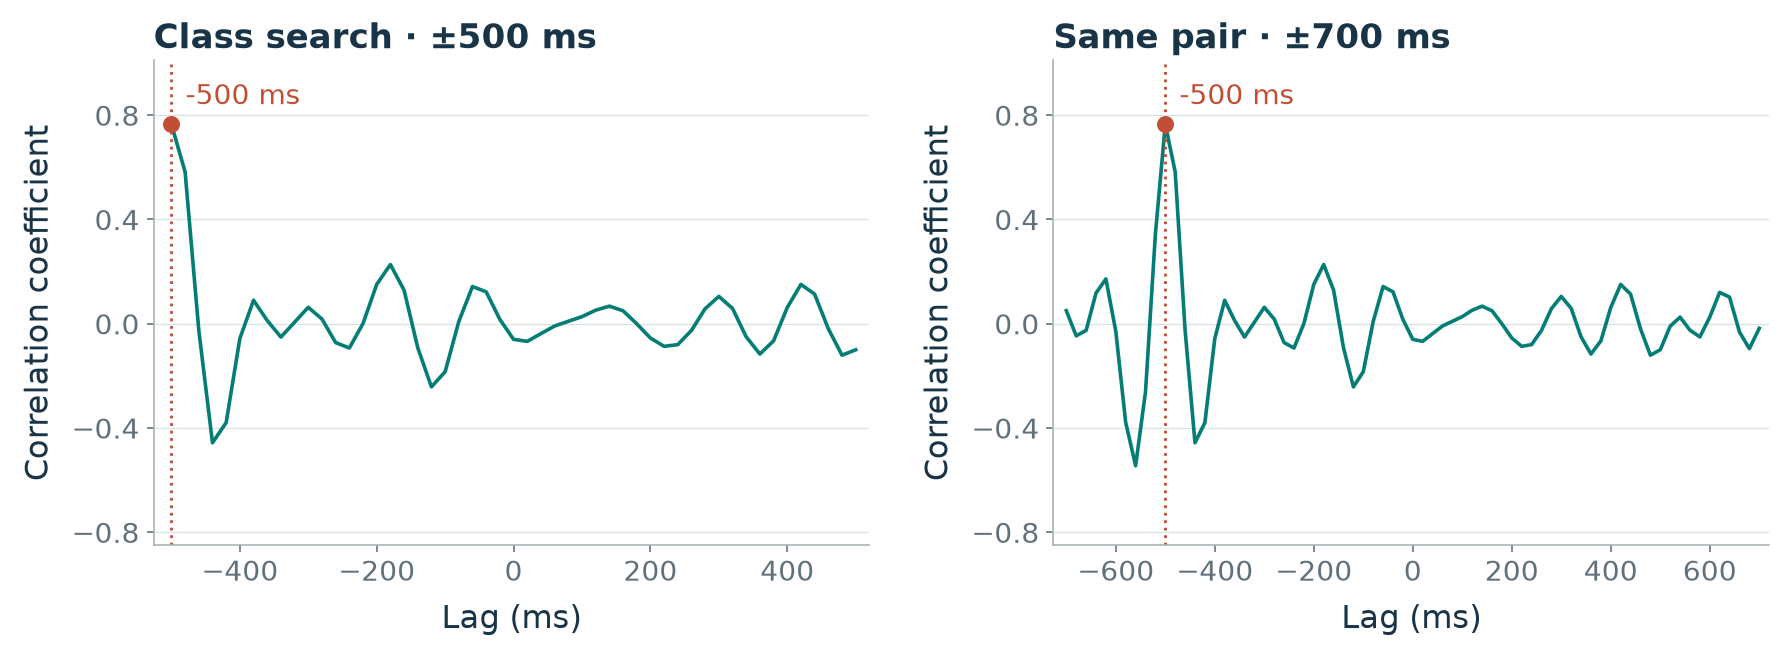 Class search · ±500 ms
-500 ms
0.8
0.4
0.0
−0.4
−0.8
Correlation coefficient
−400 −200 0 200 400
Lag (ms)
Same pair · ±700 ms
-500 ms
0.8
0.4
0.0
−0.4
−0.8
Correlation coefficient
−600 −400 −200 0 200 400 600
Lag (ms)